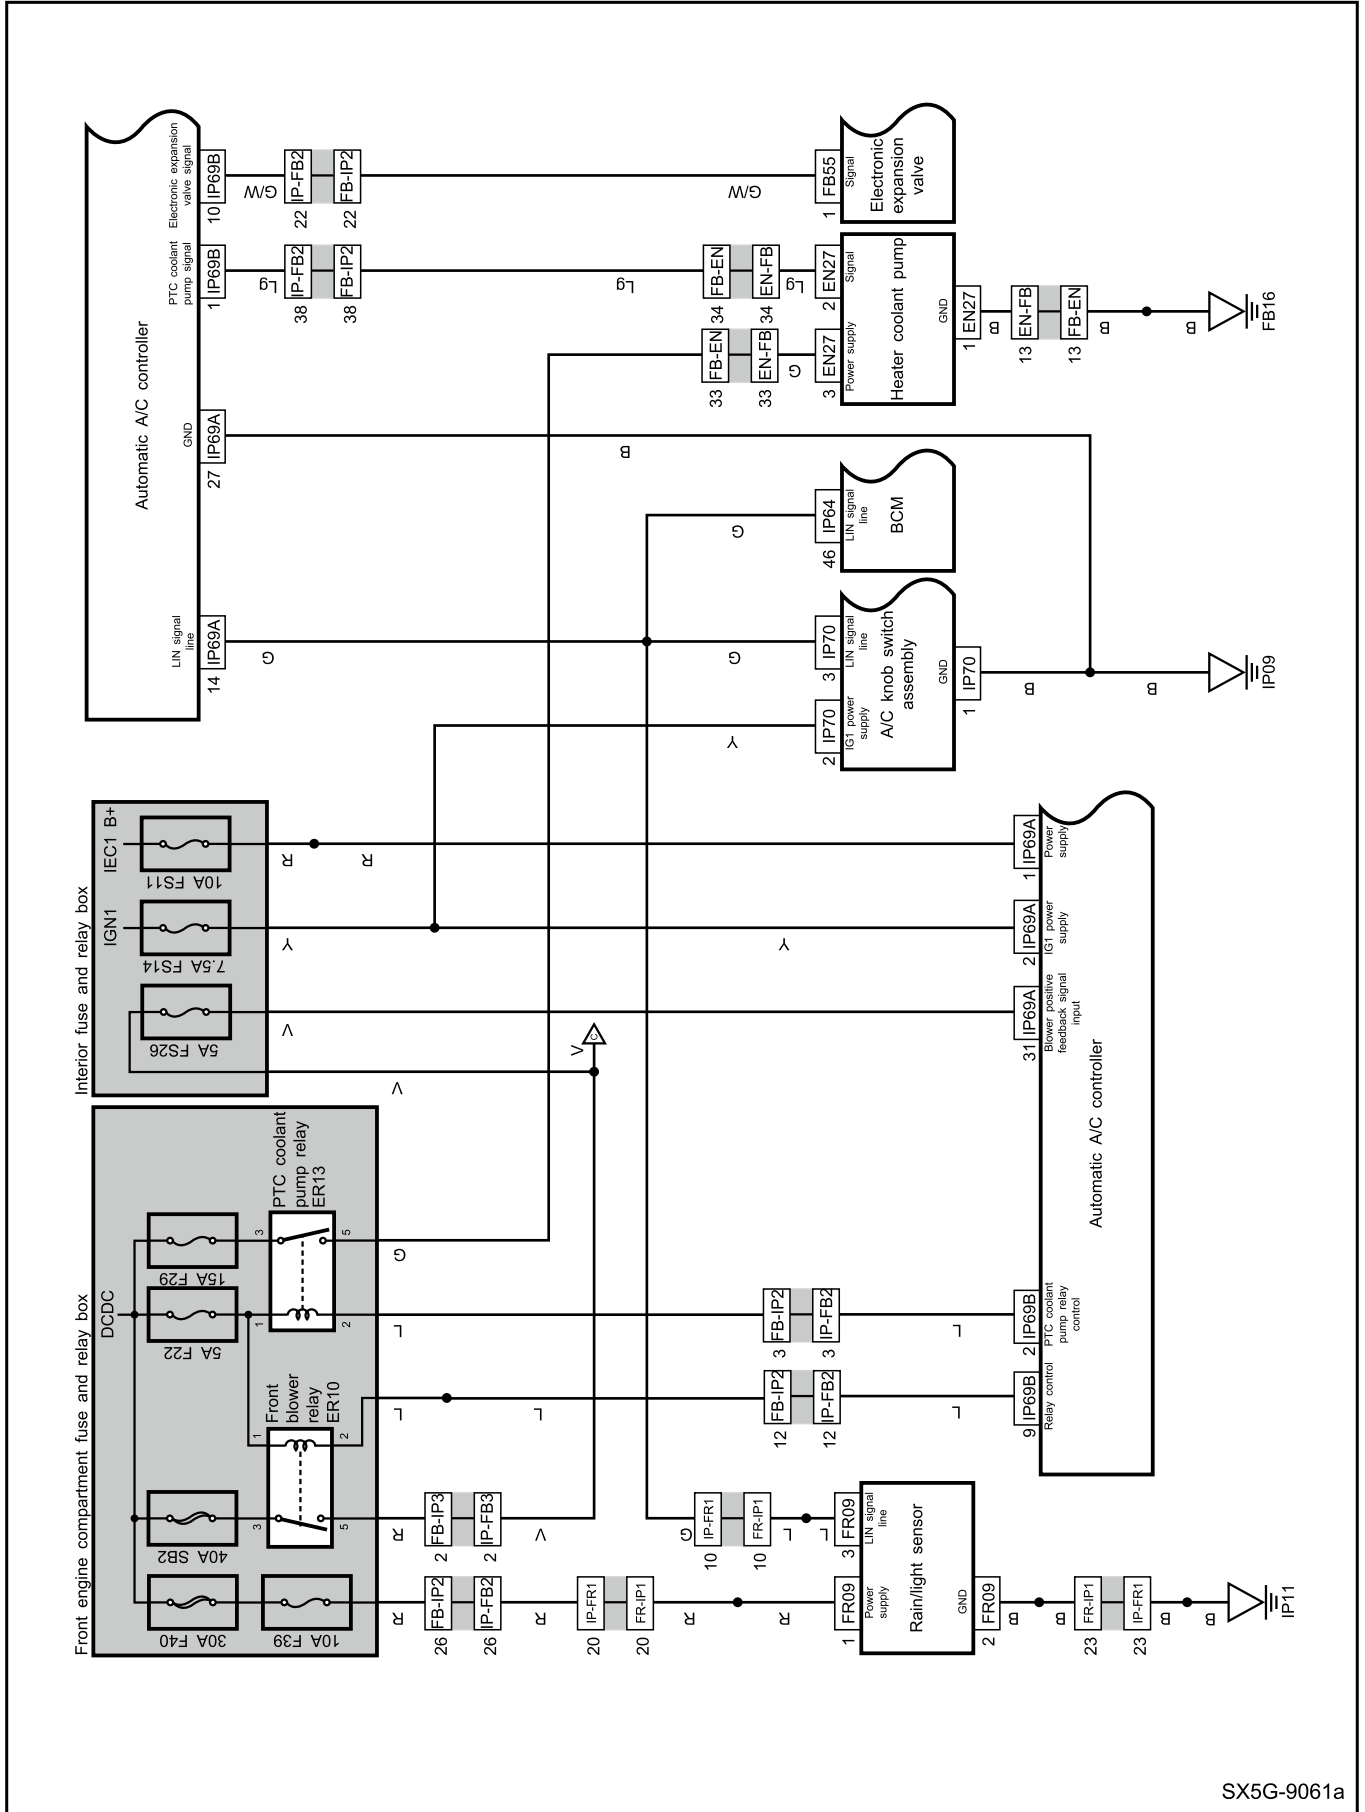 Front engine compartment fuse and relay box
DCDC
30A F40
10A F39
40A SB2
Front
blower
relay
ER10
1
2
3
5
5A F22
15A F29
PTC coolant
pump relay
ER13
1
2
3
5
Interior fuse and relay box
IEC1 B+
IGN1
5A FS26
7.5A FS14
10A FS11
Automatic A/C controller
LIN signal
line
14 IP69A
GND
27 IP69A
PTC coolant
pump signal
1 IP69B
Electronic expansion
valve signal
10 IP69B
R
R
L
L
G
V
V
Y
R
R
G
B
Lg
G/W
26 FB-IP2
26 IP-FB2
2 FB-IP3
2 IP-FB3
38 IP-FB2
38 FB-IP2
22 IP-FB2
22 FB-IP2
R
V
L
V
C
20 IP-FR1
20 FR-IP1
R
R
G
10 IP-FR1
10 FR-IP1
L
L
12 FB-IP2
12 IP-FB2
L
3 FB-IP2
3 IP-FB2
L
Y
Y
G
G
Lg
33 FB-EN
33 EN-FB
G
34 FB-EN
34 EN-FB
Lg
G/W
1 FR09
Power
supply
3 FR09
LIN signal
line
Rain/light sensor
GND
2 FR09
2 IP70
IG1 power
supply
3 IP70
LIN signal
line
A/C knob switch
assembly
GND
1 IP70
46 IP64
LIN signal
line
BCM
3 EN27
Power supply
2 EN27
Signal
Heater coolant pump
GND
1 EN27
1 FB55
Signal
Electronic
expansion
valve
9 IP69B
Relay control
2 IP69B
PTC coolant
pump relay
control
31 IP69A
Blower positive
feedback signal
input
2 IP69A
IG1 power
supply
1 IP69A
Power
supply
Automatic A/C controller
B
23 FR-IP1
23 IP-FR1
B
B
IP11
B
B
IP09
B
13 EN-FB
13 FB-EN
B
B
FB16
SX5G-9061a